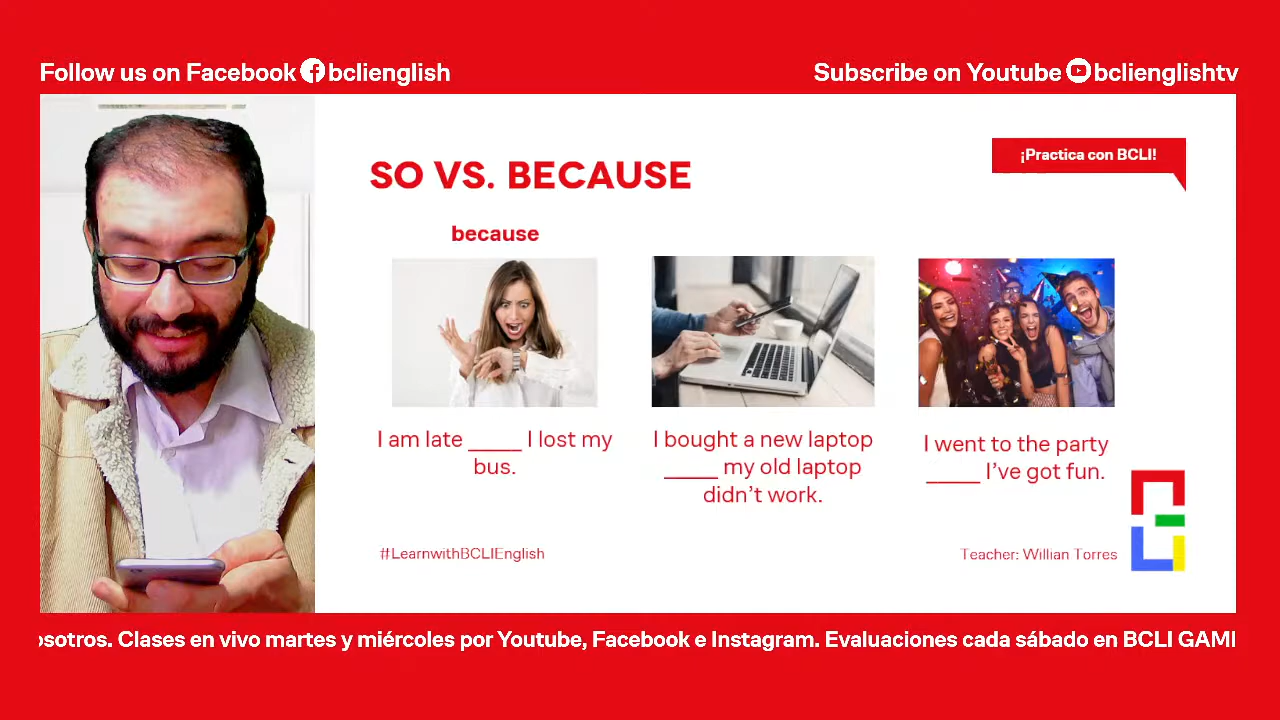 Follow us on Facebook bclienglish
Subscribe on Youtube bclienglishtv
¡Practica con BCLI!
SO VS. BECAUSE
because
I am late _____ I lost my
bus.
I bought a new laptop
_____ my old laptop
didn't work.
I went to the party
_____ I've got fun.
#LearnwithBCLIEnglish
Teacher: Willian Torres
osotros. Clases en vivo martes y miércoles por Youtube, Facebook e Instagram. Evaluaciones cada sábado en BCLI GAMI